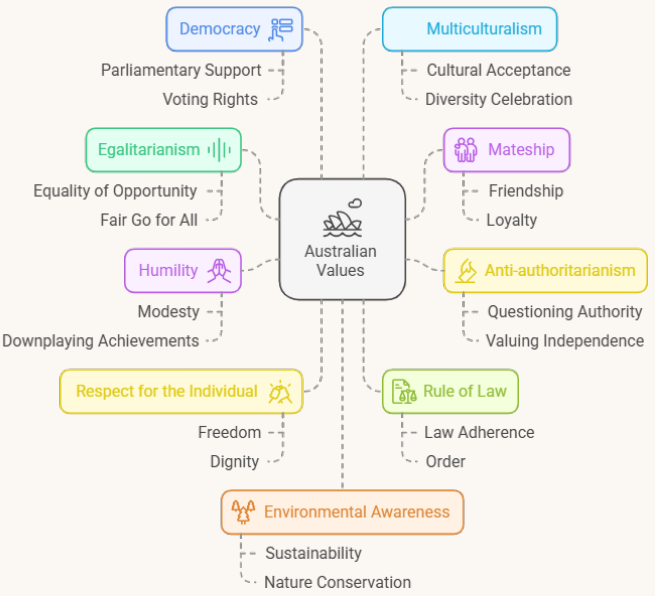 Democracy
Parliamentary Support
Voting Rights
Multiculturalism
Cultural Acceptance
Diversity Celebration
Egalitarianism
Equality of Opportunity
Fair Go for All
Mateship
Friendship
Loyalty
Australian
Values
Humility
Modesty
Downplaying Achievements
Anti-authoritarianism
Questioning Authority
Valuing Independence
Respect for the Individual
Freedom
Dignity
Rule of Law
Law Adherence
Order
Environmental Awareness
Sustainability
Nature Conservation